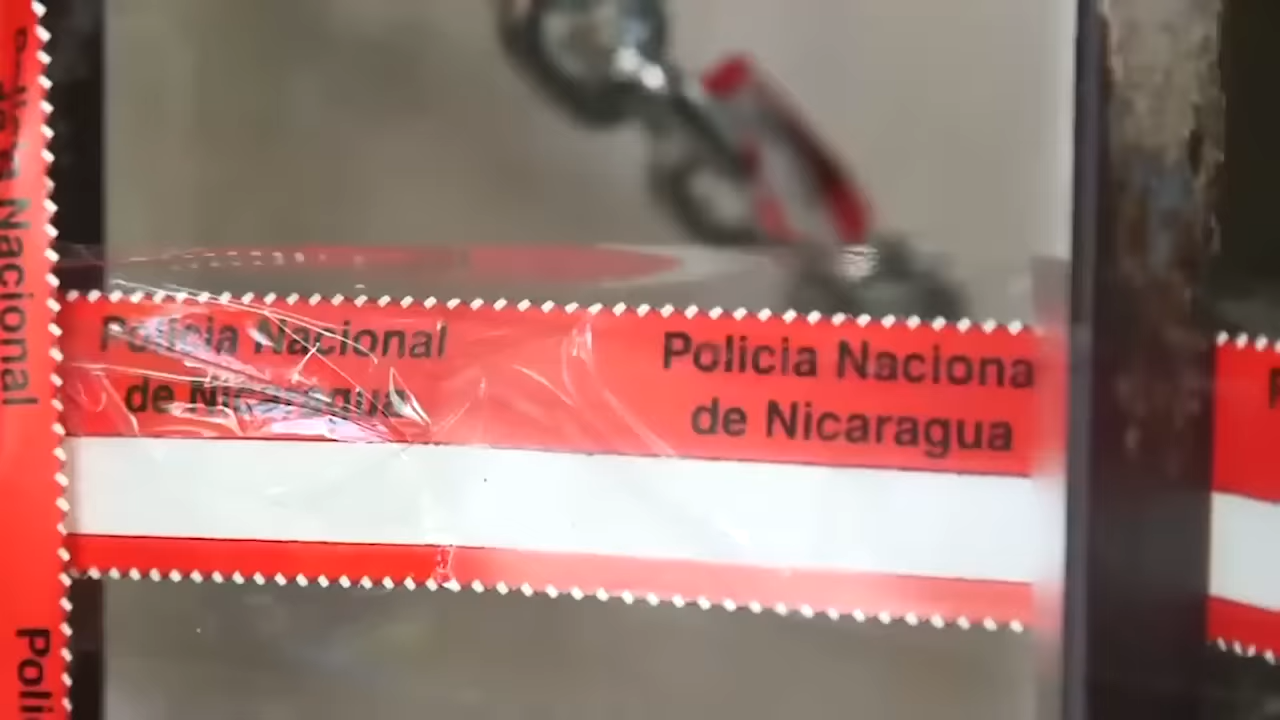 Policia Nacional
de Nicaragua
Policia Naciona
de Nicaragua
Nacional
Poli